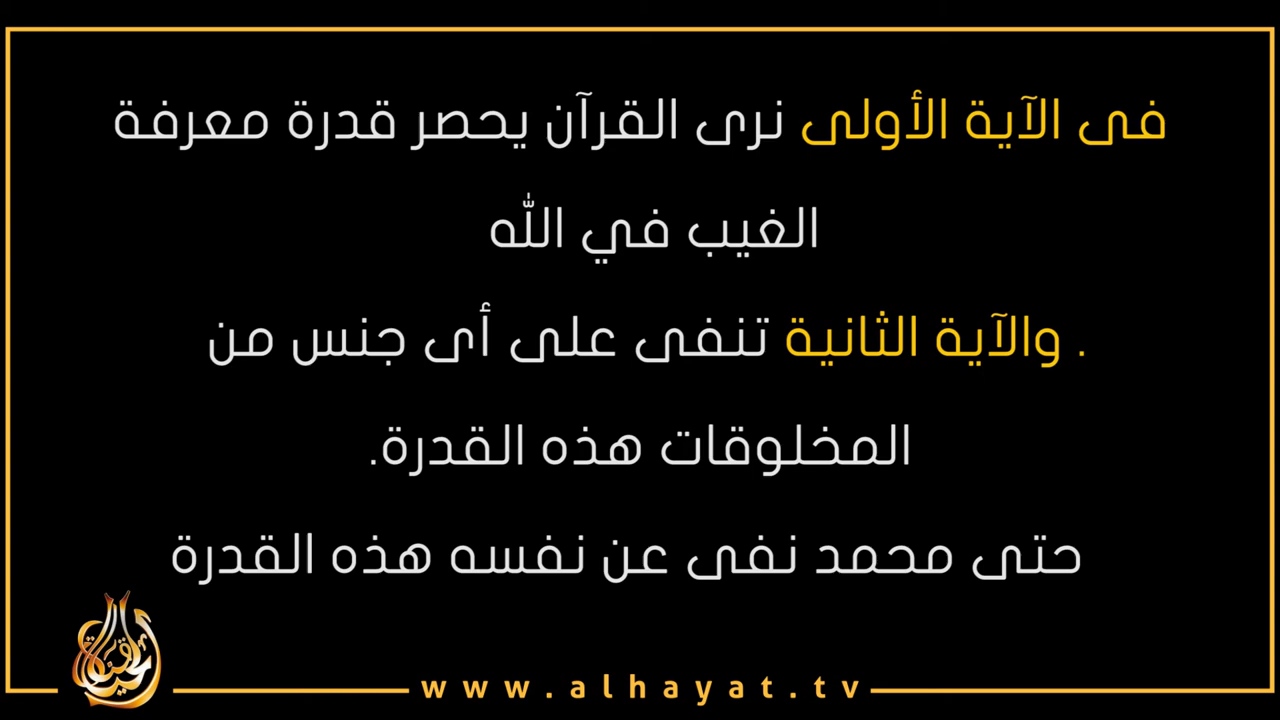 فى الآية الأولى نرى القرآن يحصر قدرة معرفة
الغيب في الله
. والآية الثانية تنفى على أى جنس من
المخلوقات هذه القدرة.
حتى محمد نفى عن نفسه هذه القدرة
www.alhayat.tv